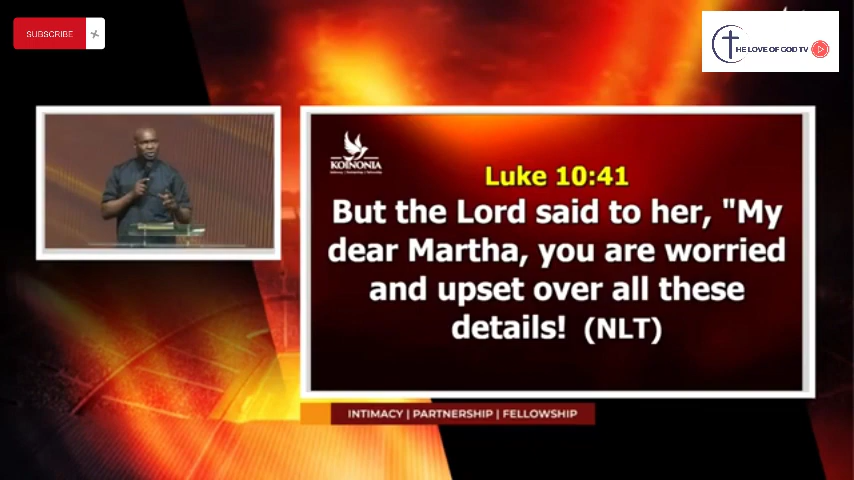 SUBSCRIBE
HE LOVE OF GOD TV
KOINONIA
Luke 10:41
But the Lord said to her, "My
dear Martha, you are worried
and upset over all these
details! (NLT)
INTIMACY | PARTNERSHIP | FELLOWSHIP